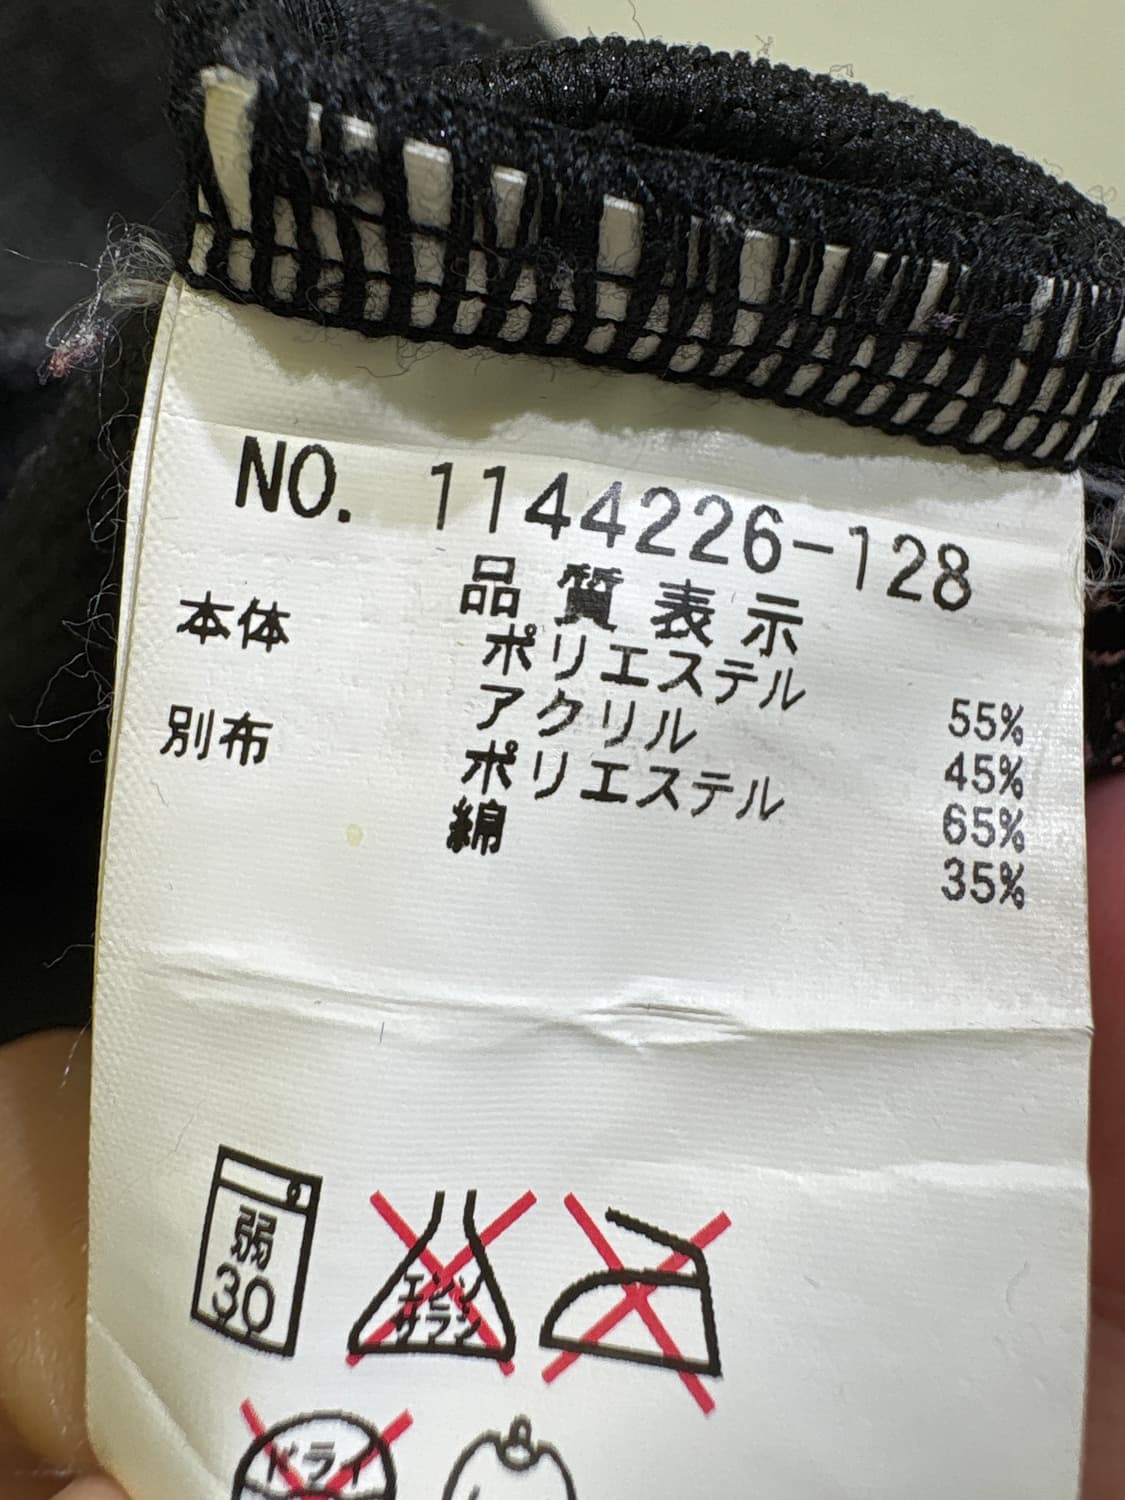 NO. 1144226-128
品質表示
本体 ポリエステル 55%
アクリル 45%
別布 ポリエステル 65%
綿 35%
弱
30
エンソ
サラシ
ドライ